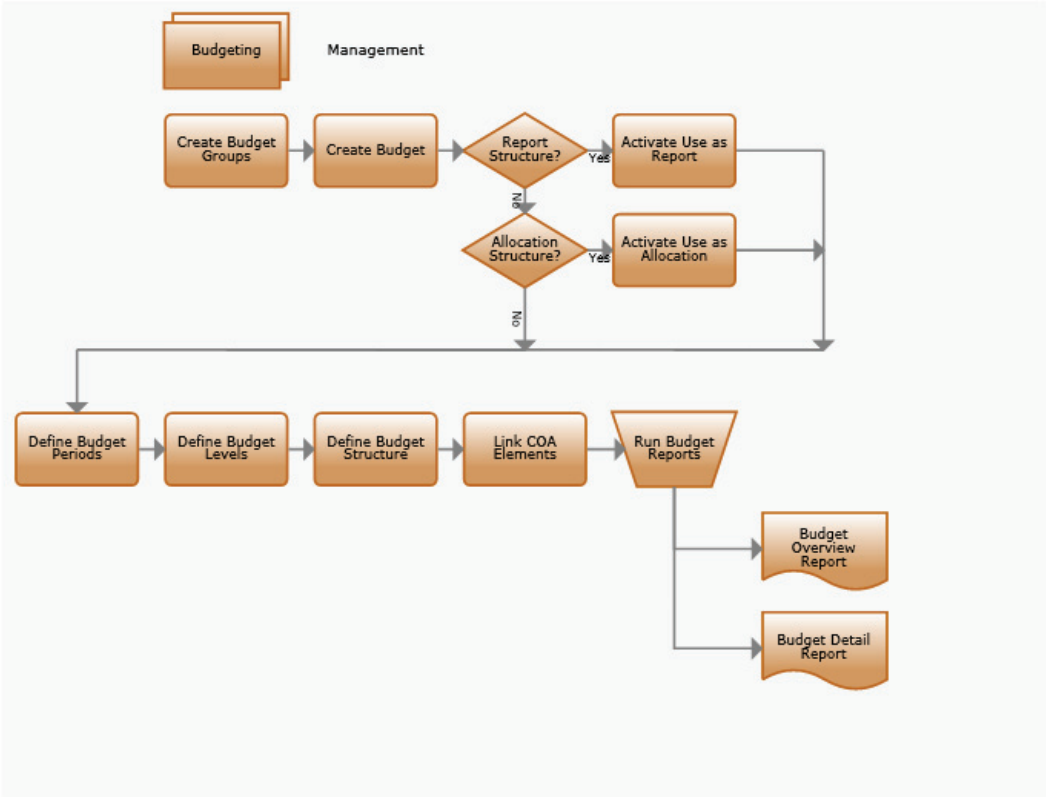 Budgeting
Management
Create Budget
Groups
Create Budget
Report
Structure?
Yes
Activate Use as
Report
No
Allocation
Structure?
Yes
Activate Use as
Allocation
No
Define Budget
Periods
Define Budget
Levels
Define Budget
Structure
Link COA
Elements
Run Budget
Reports
Budget
Overview
Report
Budget Detail
Report